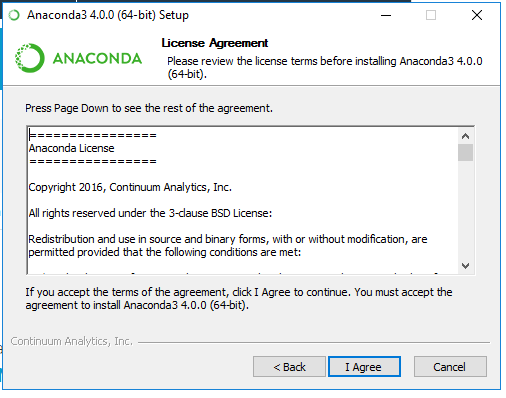 Anaconda3 4.0.0 (64-bit) Setup
ANACONDA
License Agreement
Please review the license terms before installing Anaconda3 4.0.0
(64-bit).
Press Page Down to see the rest of the agreement.
================
Anaconda License
================
Copyright 2016, Continuum Analytics, Inc.
All rights reserved under the 3-clause BSD License:
Redistribution and use in source and binary forms, with or without modification, are
permitted provided that the following conditions are met:
If you accept the terms of the agreement, click I Agree to continue. You must accept the
agreement to install Anaconda3 4.0.0 (64-bit).
Continuum Analytics, Inc.
< Back
I Agree
Cancel